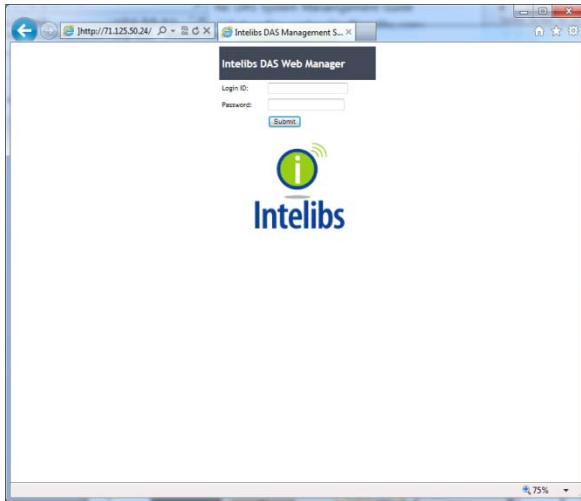 ]http://71.125.50.24/
Intelibs DAS Management S...
Intelibs DAS Web Manager
Login ID:
Password:
Submit
i
Intelibs
75%